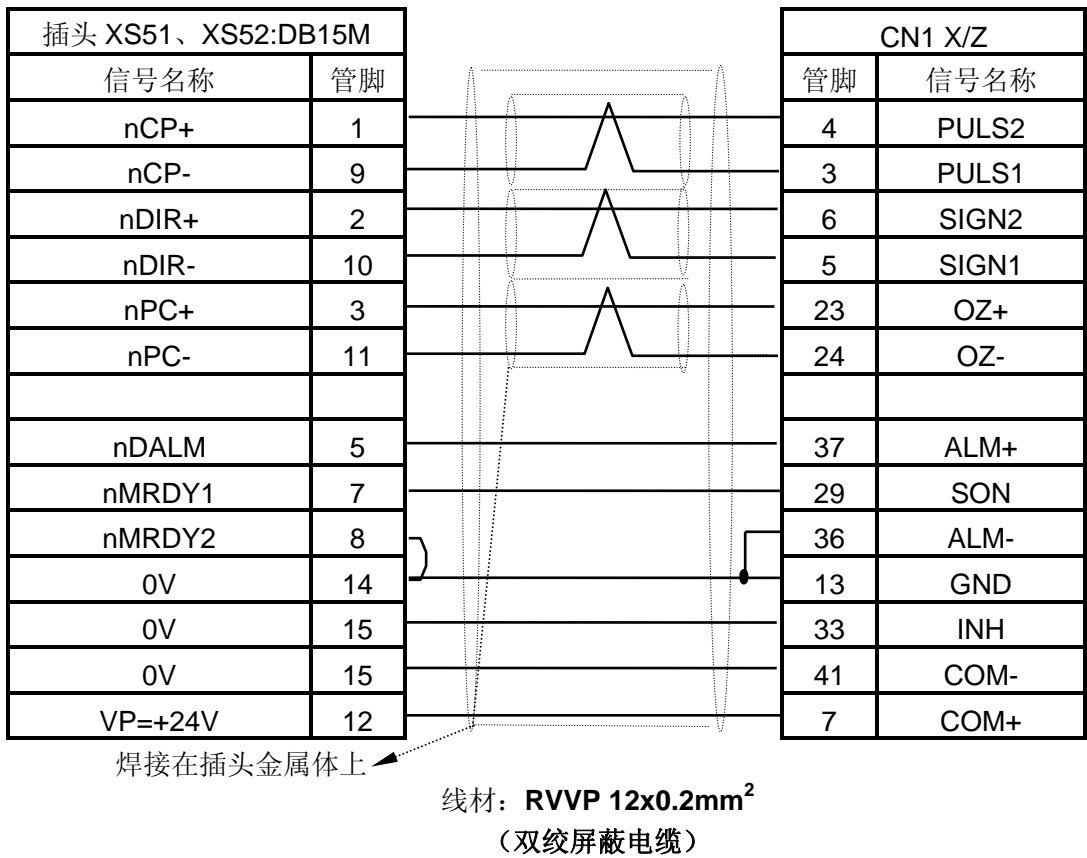 插头 XS51、XS52:DB15M CN1 X/Z
信号名称 管脚 管脚 信号名称
nCP+ 1 4 PULS2
nCP- 9 3 PULS1
nDIR+ 2 6 SIGN2
nDIR- 10 5 SIGN1
nPC+ 3 23 OZ+
nPC- 11 24 OZ-
nDALM 5 37 ALM+
nMRDY1 7 29 SON
nMRDY2 8 36 ALM-
0V 14 13 GND
0V 15 33 INH
0V 15 41 COM-
VP=+24V 12 7 COM+
焊接在插头金属体上
线材：RVVP 12x0.2mm²
（双绞屏蔽电缆）